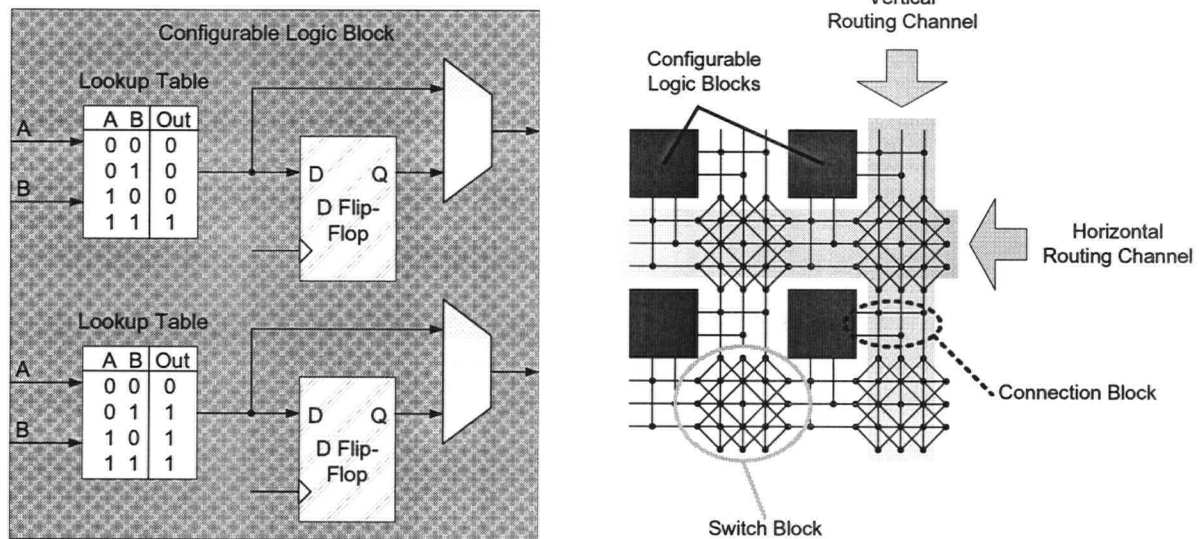 Configurable Logic Block
Lookup Table
A B Out
A
0 0 0
0 1 0
B
1 0 0
1 1 1
D Q
D Flip-
Flop
Lookup Table
A B Out
A
0 0 0
0 1 1
B
1 0 1
1 1 1
D Q
D Flip-
Flop
Vertical
Routing Channel
Configurable
Logic Blocks
Horizontal
Routing Channel
Connection Block
Switch Block